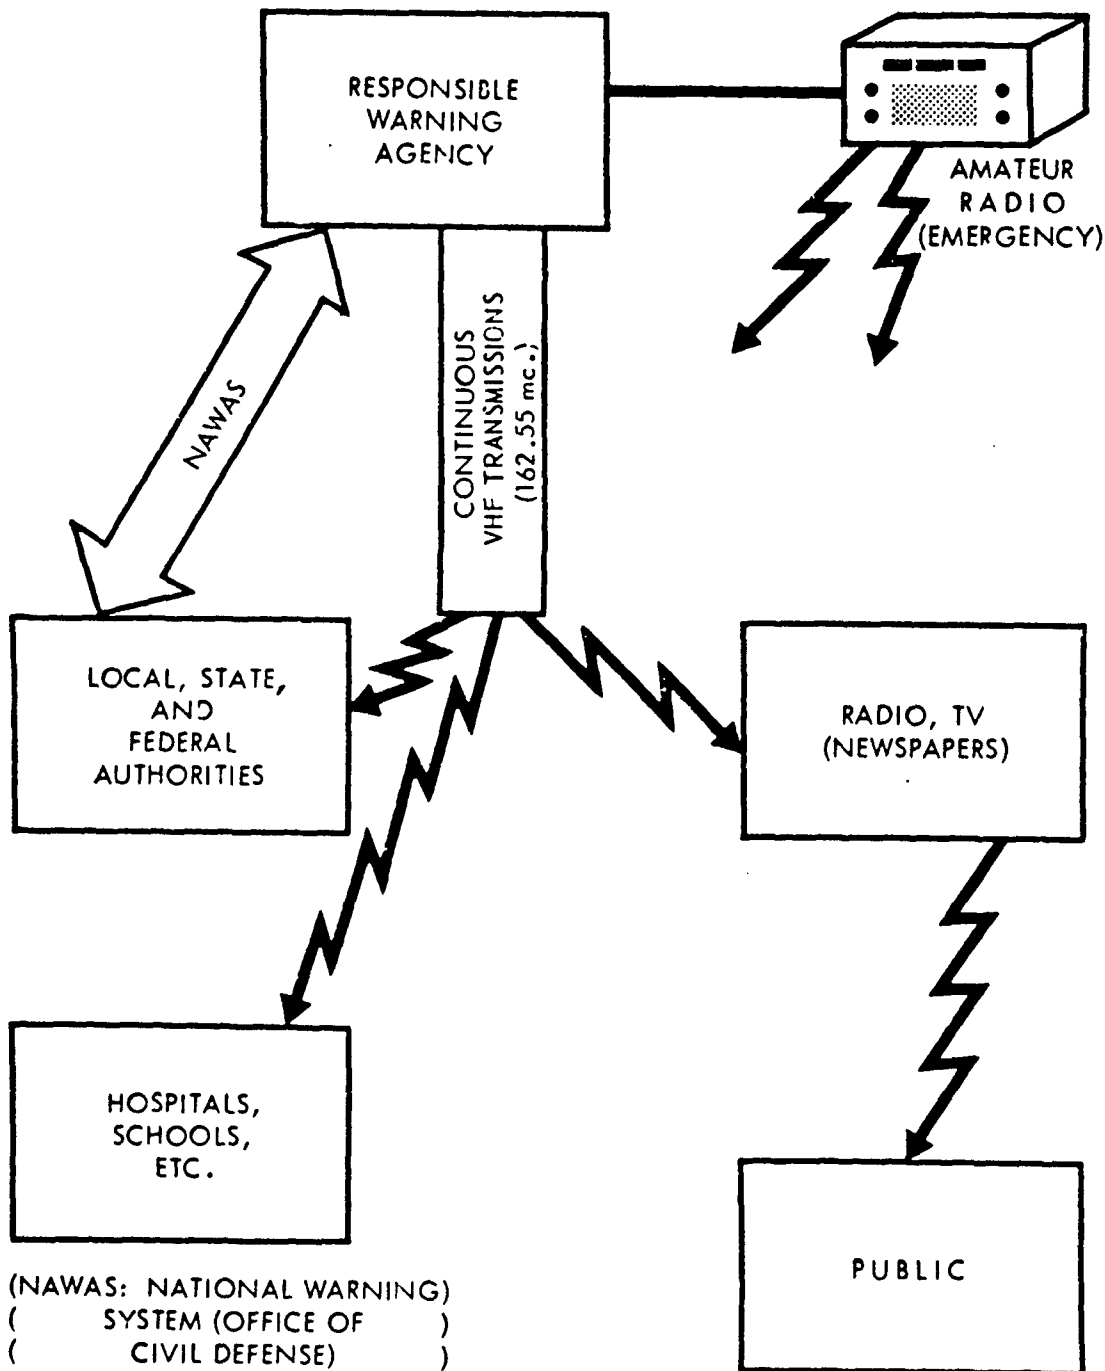 RESPONSIBLE
WARNING
AGENCY
AMATEUR
RADIO
(EMERGENCY)
NAWAS
CONTINUOUS
VHF TRANSMISSIONS
(162.55 mc.)
LOCAL, STATE,
AND
FEDERAL
AUTHORITIES
RADIO, TV
(NEWSPAPERS)
HOSPITALS,
SCHOOLS,
ETC.
PUBLIC
(NAWAS: NATIONAL WARNING)
( SYSTEM (OFFICE OF )
( CIVIL DEFENSE) )